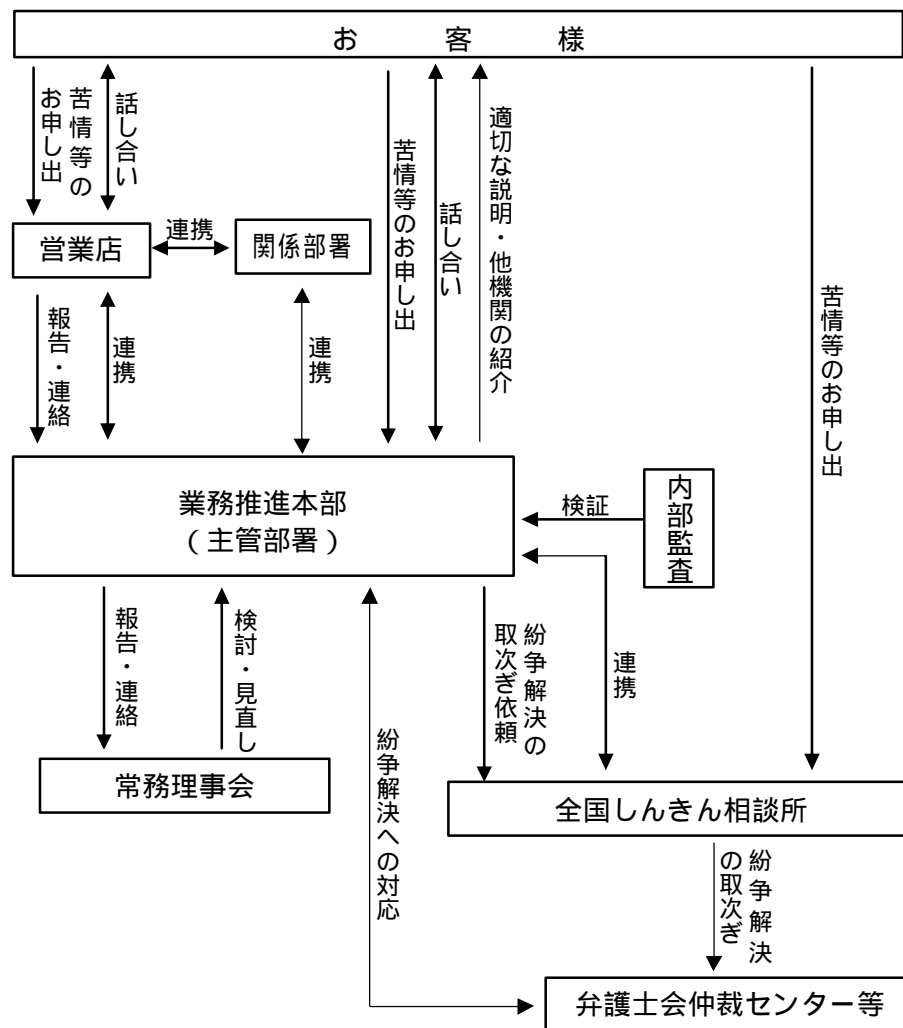 お客様
苦情等の
お申し出
話し合い
苦情等のお申し出
話し合い
適切な説明・他機関の紹介
苦情等のお申し出
営業店
連携
関係部署
報告・連絡
連携
連携
業務推進本部
(主管部署)
検証
内部監査
報告・連絡
検討・見直し
紛争解決への対応
紛争解決の
取次ぎ依頼
連携
常務理事会
全国しんきん相談所
紛争解決
の取次ぎ
弁護士会仲裁センター等